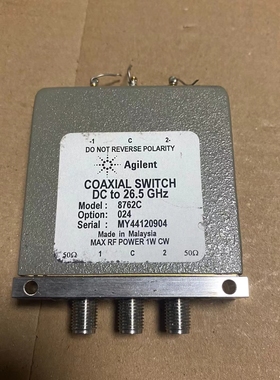 -1 C 2-
DO NOT REVERSE POLARITY
Agilent
COAXIAL SWITCH
DC to 26.5 GHz
Model: 8762C
Option: 024
Serial: MY44120904
Made in Malaysia
MAX RF POWER 1W CW
50Ω 1 C 2 50Ω